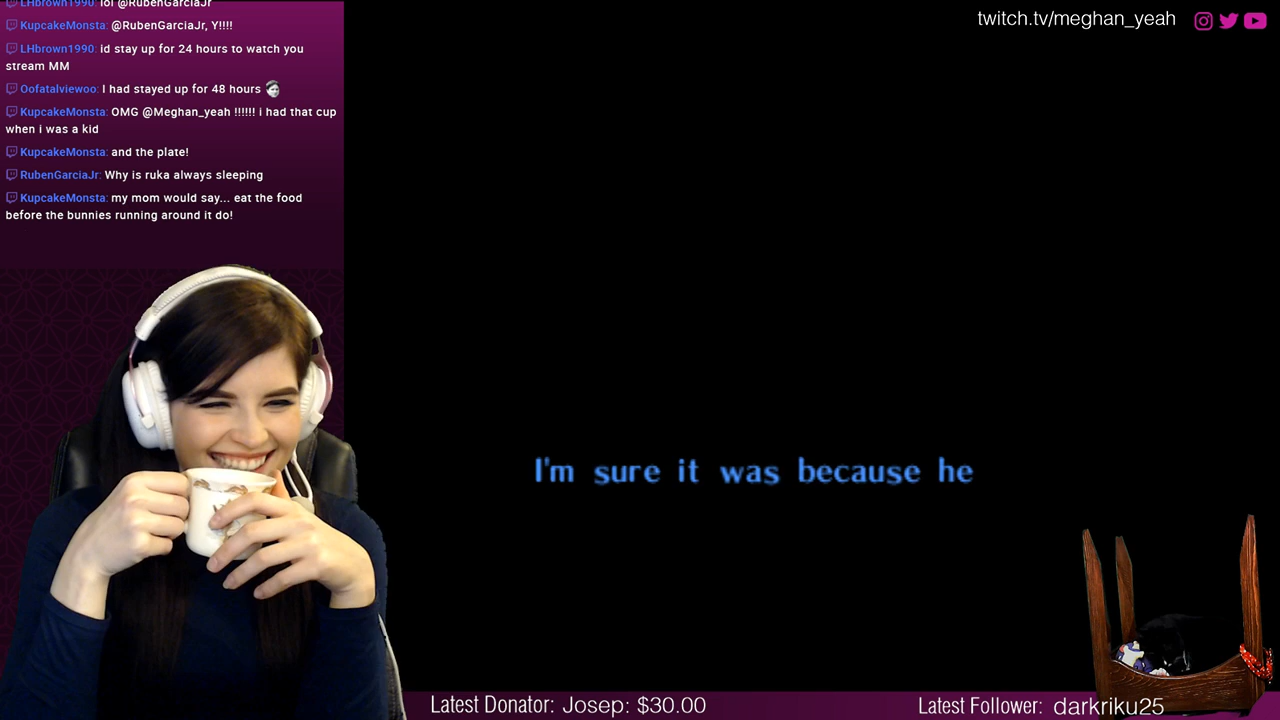 LHbrown1990: lol @RubenGarciaJr
KupcakeMonsta: @RubenGarciaJr, Y!!!!
LHbrown1990: id stay up for 24 hours to watch you
stream MM
Oofatalviewoo: I had stayed up for 48 hours
KupcakeMonsta: OMG @Meghan_yeah !!!!!! i had that cup
when i was a kid
KupcakeMonsta: and the plate!
RubenGarciaJr: Why is ruka always sleeping
KupcakeMonsta: my mom would say... eat the food
before the bunnies running around it do!
twitch.tv/meghan_yeah
I'm sure it was because he
Latest Donator: Josep: $30.00
Latest Follower: darkriku25